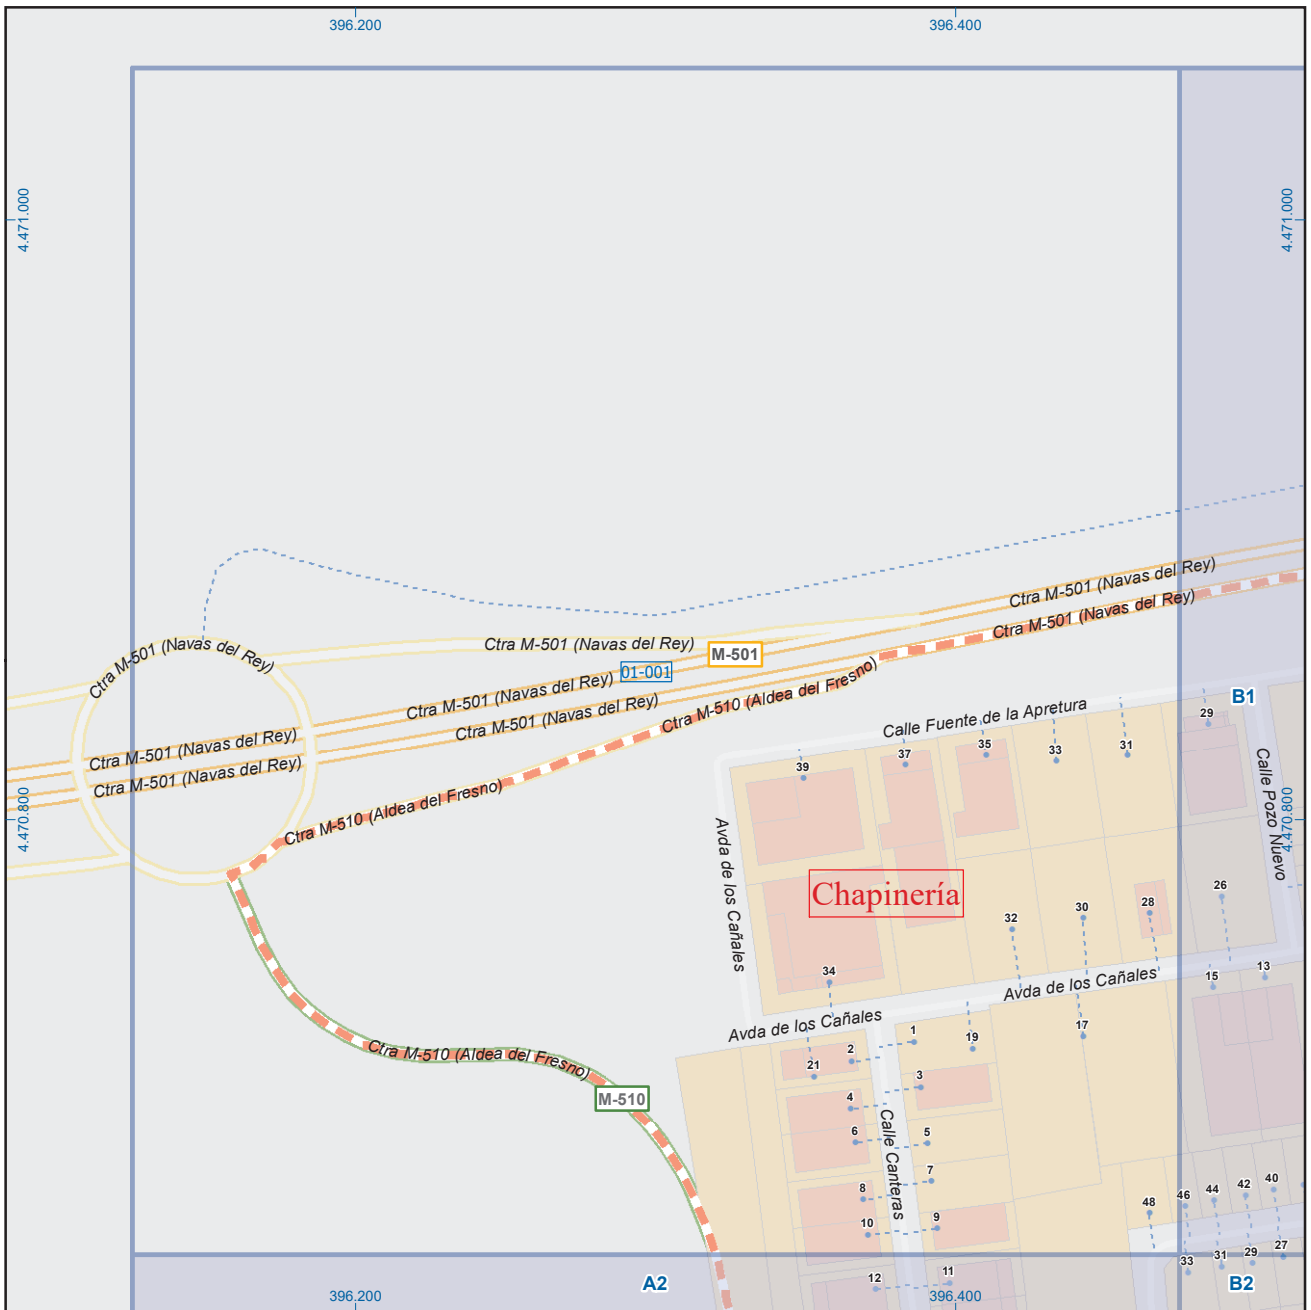 396.200
396.400
4.471.000
4.471.000
Ctra M-501 (Navas del Rey)
Ctra M-501 (Navas del Rey)
Ctra M-501 (Navas del Rey)
Ctra M-501 (Navas del Rey)
M-501
01-001
Ctra M-501 (Navas del Rey)
Ctra M-501 (Navas del Rey)
Ctra M-510 (Aldea del Fresno)
Ctra M-501 (Navas del Rey)
Ctra M-501 (Navas del Rey)
Calle Fuente de la Apretura
B1
29
39
37
35
33
31
4.470.800
4.470.800
Ctra M-510 (Aldea del Fresno)
Avda de los Cañales
Calle Pozo Nuevo
Chapinería
32
30
28
26
34
Avda de los Cañales
15
13
Avda de los Cañales
1
19
17
2
21
3
Ctra M-510 (Aldea del Fresno)
M-510
4
6
5
Calle Canteras
7
8
10
9
48
46
44
42
40
33
31
29
27
A2
12
11
B2
396.200
396.400